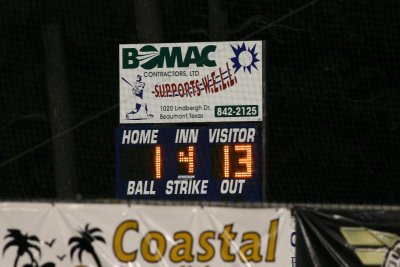 BOMAC
CONTRACTORS, LTD
SUPPORTS W.E.L.L.
1020 Lindbergh Dr.
Beaumont, Texas
842-2125
HOME INN VISITOR
1 4 13
BALL STRIKE OUT
Coastal